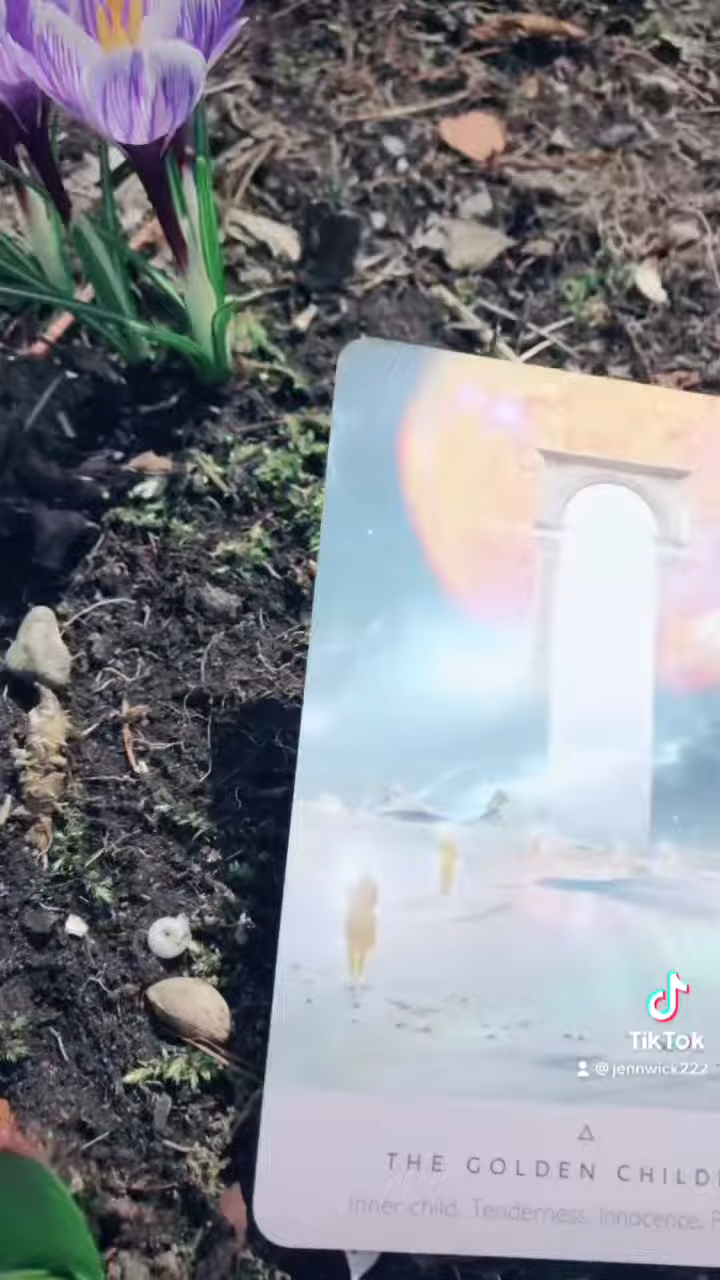 TikTok
@jennwick222
THE GOLDEN CHILD
Inner child. Tenderness. Innocence.